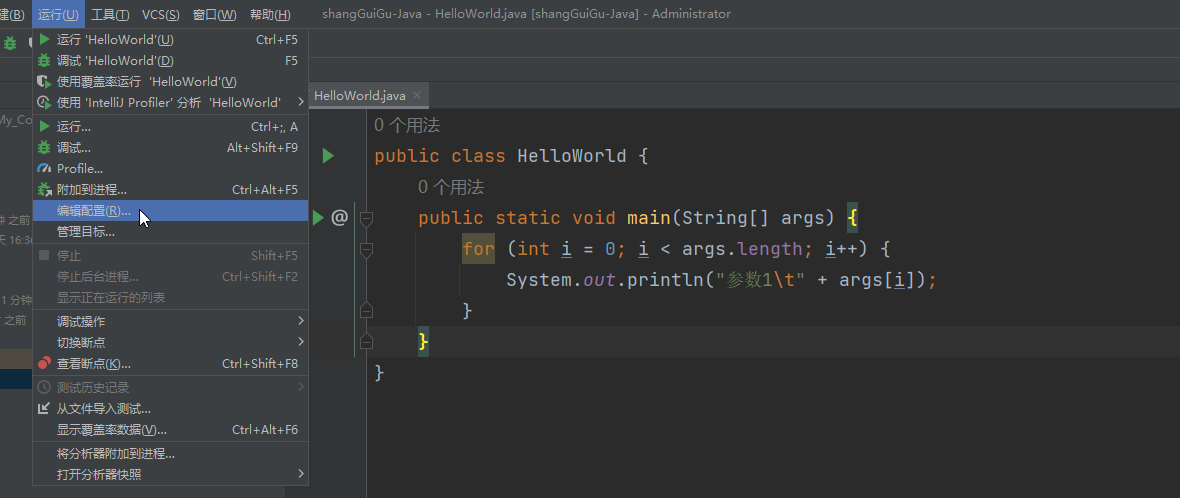 建(B) 运行(U) 工具(T) VCS(S) 窗口(W) 帮助(H) shangGuiGu-Java - HelloWorld.java [shangGuiGu-Java] - Administrator
运行 'HelloWorld'(U) Ctrl+F5
调试 'HelloWorld'(D) F5
使用覆盖率运行 'HelloWorld'(V)
使用 'IntelliJ Profiler' 分析 'HelloWorld'
运行... Ctrl+;, A
调试... Alt+Shift+F9
Profile...
附加到进程... Ctrl+Alt+F5
编辑配置(R)...
管理目标...
停止 Shift+F5
停止后台进程... Ctrl+Shift+F2
显示正在运行的列表
调试操作
切换断点
查看断点(K)... Ctrl+Shift+F8
测试历史记录
从文件导入测试...
显示覆盖率数据(V)... Ctrl+Alt+F6
将分析器附加到进程...
打开分析器快照
My_Co
钟 之前
天 16:36
1 分钟
之前
HelloWorld.java
0 个用法
public class HelloWorld {
0 个用法
@ public static void main(String[] args) {
for (int i = 0; i < args.length; i++) {
System.out.println("参数1\t" + args[i]);
}
}
}